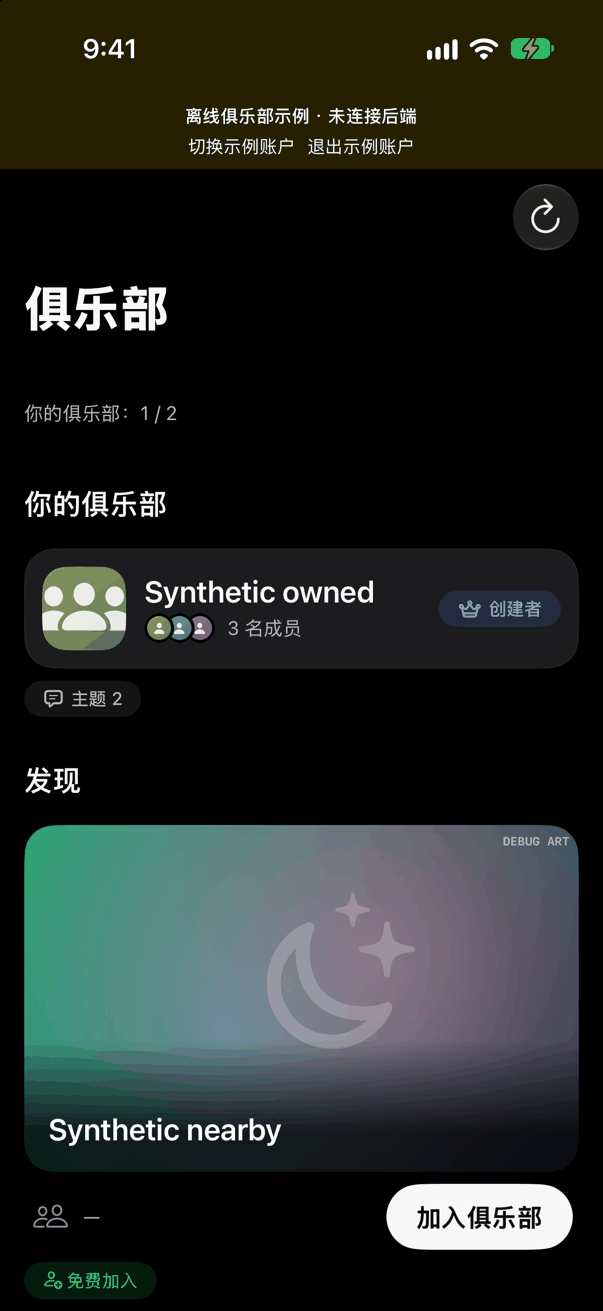 9:41
离线俱乐部示例 · 未连接后端
切换示例账户 退出示例账户
俱乐部
你的俱乐部：1 / 2
你的俱乐部
Synthetic owned
3 名成员
创建者
主题 2
发现
DEBUG ART
Synthetic nearby
—
加入俱乐部
免费加入